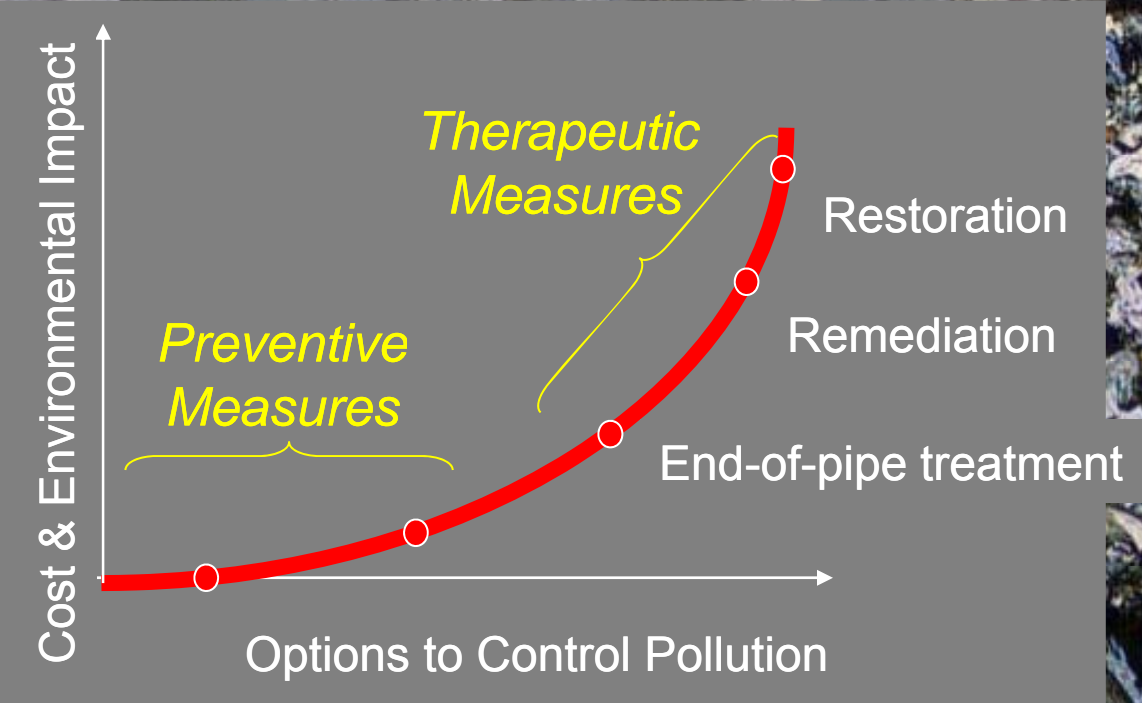 Cost & Environmental Impact
Therapeutic
Measures
Restoration
Remediation
Preventive
Measures
End-of-pipe treatment
Options to Control Pollution